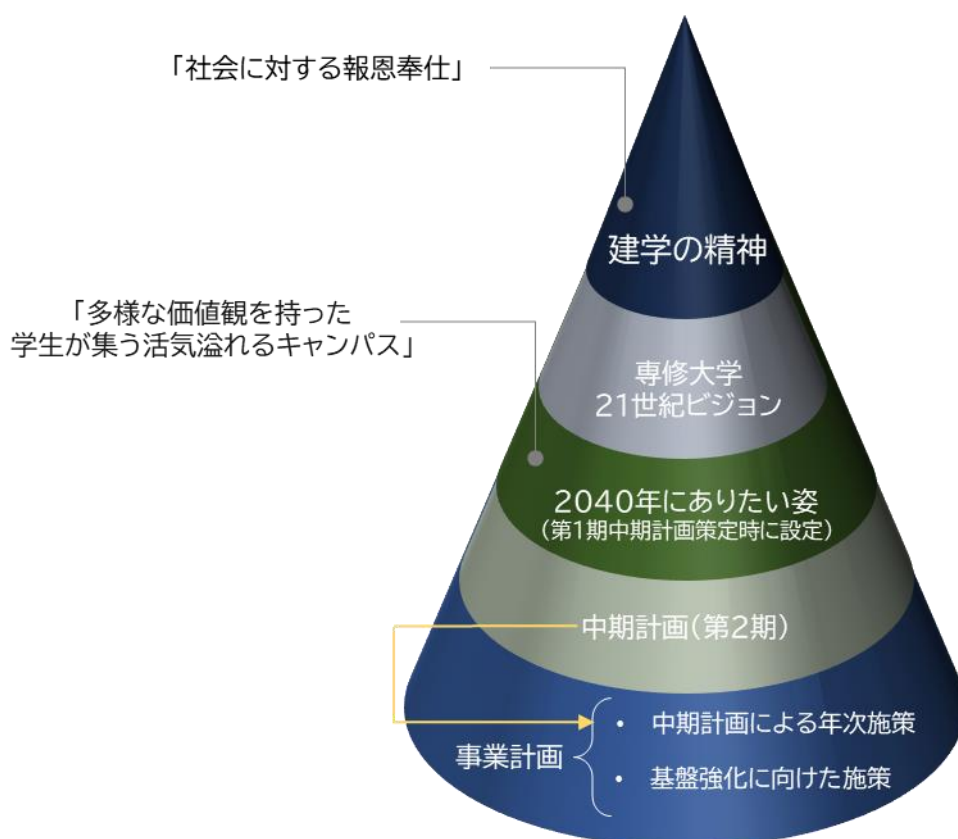 「社会に対する報恩奉仕」
建学の精神
「多様な価値観を持った
学生が集う活気溢れるキャンパス」
専修大学
21世紀ビジョン
2040年にありたい姿
(第1期中期計画策定時に設定)
中期計画(第2期)
事業計画
・ 中期計画による年次施策
・ 基盤強化に向けた施策